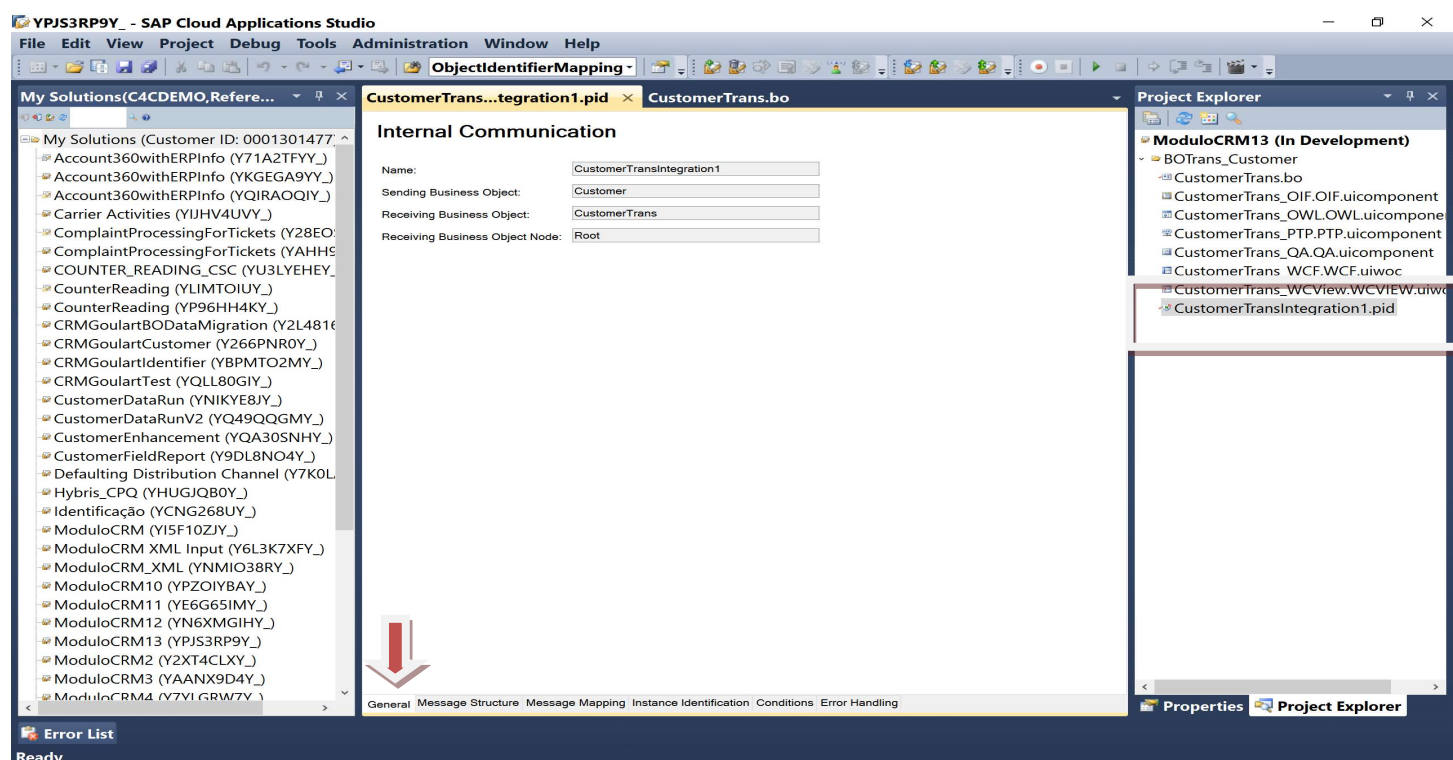 YPJS3RP9Y_ - SAP Cloud Applications Studio
File Edit View Project Debug Tools Administration Window Help
ObjectIdentifierMapping
My Solutions(C4CDEMO,Refere...
My Solutions (Customer ID: 0001301477)
Account360withERPInfo (Y71A2TFYY_)
Account360withERPInfo (YKGEGA9YY_)
Account360withERPInfo (YQIRAOQIY_)
Carrier Activities (YIJHV4UVY_)
ComplaintProcessingForTickets (Y28EO
ComplaintProcessingForTickets (YAHH9
COUNTER_READING_CSC (YU3LYEHEY_
CounterReading (YLIMTOIUY_)
CounterReading (YP96HH4KY_)
CRMGoulartBODataMigration (Y2L4816
CRMGoulartCustomer (Y266PNR0Y_)
CRMGoulartIdentifier (YBPMTO2MY_)
CRMGoulartTest (YQLL80GIY_)
CustomerDataRun (YNIKYE8JY_)
CustomerDataRunV2 (YQ49QQGMY_)
CustomerEnhancement (YQA30SNHY_)
CustomerFieldReport (Y9DL8NO4Y_)
Defaulting Distribution Channel (Y7K0L
Hybris_CPQ (YHUGJQB0Y_)
Identificação (YCNG268UY_)
ModuloCRM (YI5F10ZJY_)
ModuloCRM XML Input (Y6L3K7XFY_)
ModuloCRM_XML (YNMIO38RY_)
ModuloCRM10 (YPZOIYBAY_)
ModuloCRM11 (YE6G65IMY_)
ModuloCRM12 (YN6XMGIHY_)
ModuloCRM13 (YPJS3RP9Y_)
ModuloCRM2 (Y2XT4CLXY_)
ModuloCRM3 (YAANX9D4Y_)
ModuloCRM4 (Y7YLGRW7Y_)
CustomerTrans...tegration1.pid CustomerTrans.bo
Internal Communication
Name: CustomerTransIntegration1
Sending Business Object: Customer
Receiving Business Object: CustomerTrans
Receiving Business Object Node: Root
General Message Structure Message Mapping Instance Identification Conditions Error Handling
Project Explorer
ModuloCRM13 (In Development)
BOTrans_Customer
CustomerTrans.bo
CustomerTrans_OIF.OIF.uicomponent
CustomerTrans_OWL.OWL.uicompone
CustomerTrans_PTP.PTP.uicomponent
CustomerTrans_QA.QA.uicomponent
CustomerTrans_WCF.WCF.uiwoc
CustomerTrans_WCView.WCVIEW.uiwo
CustomerTransIntegration1.pid
Properties Project Explorer
Error List
Ready